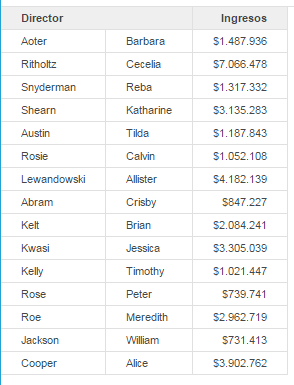 Director Ingresos
Aoter Barbara $1.487.936
Ritholtz Cecelia $7.066.478
Snyderman Reba $1.317.332
Shearn Katharine $3.135.283
Austin Tilda $1.187.843
Rosie Calvin $1.052.108
Lewandowski Allister $4.182.139
Abram Crisby $847.227
Kelt Brian $2.084.241
Kwasi Jessica $3.305.039
Kelly Timothy $1.021.447
Rose Peter $739.741
Roe Meredith $2.962.719
Jackson William $731.413
Cooper Alice $3.902.762